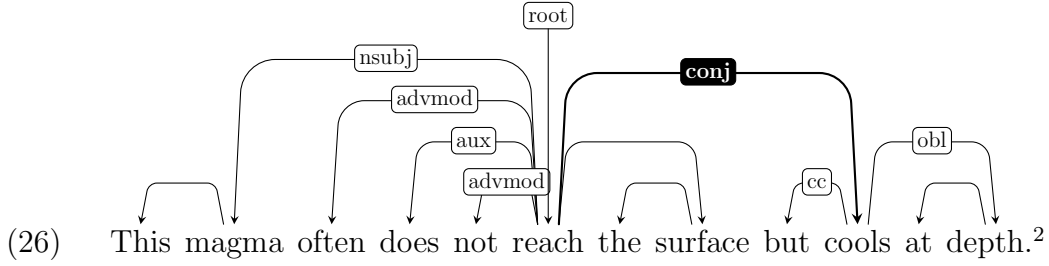 root
nsubj
conj
advmod
aux
obl
advmod
cc
(26) This magma often does not reach the surface but cools at depth.²